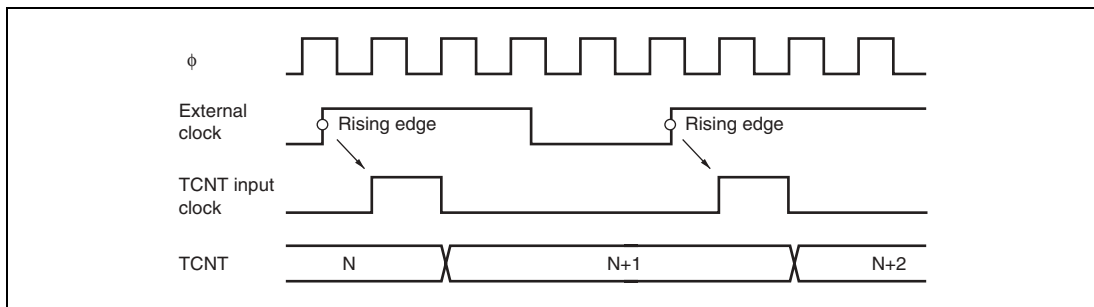 ϕ
External
clock
Rising edge
Rising edge
TCNT input
clock
TCNT
N
N+1
N+2